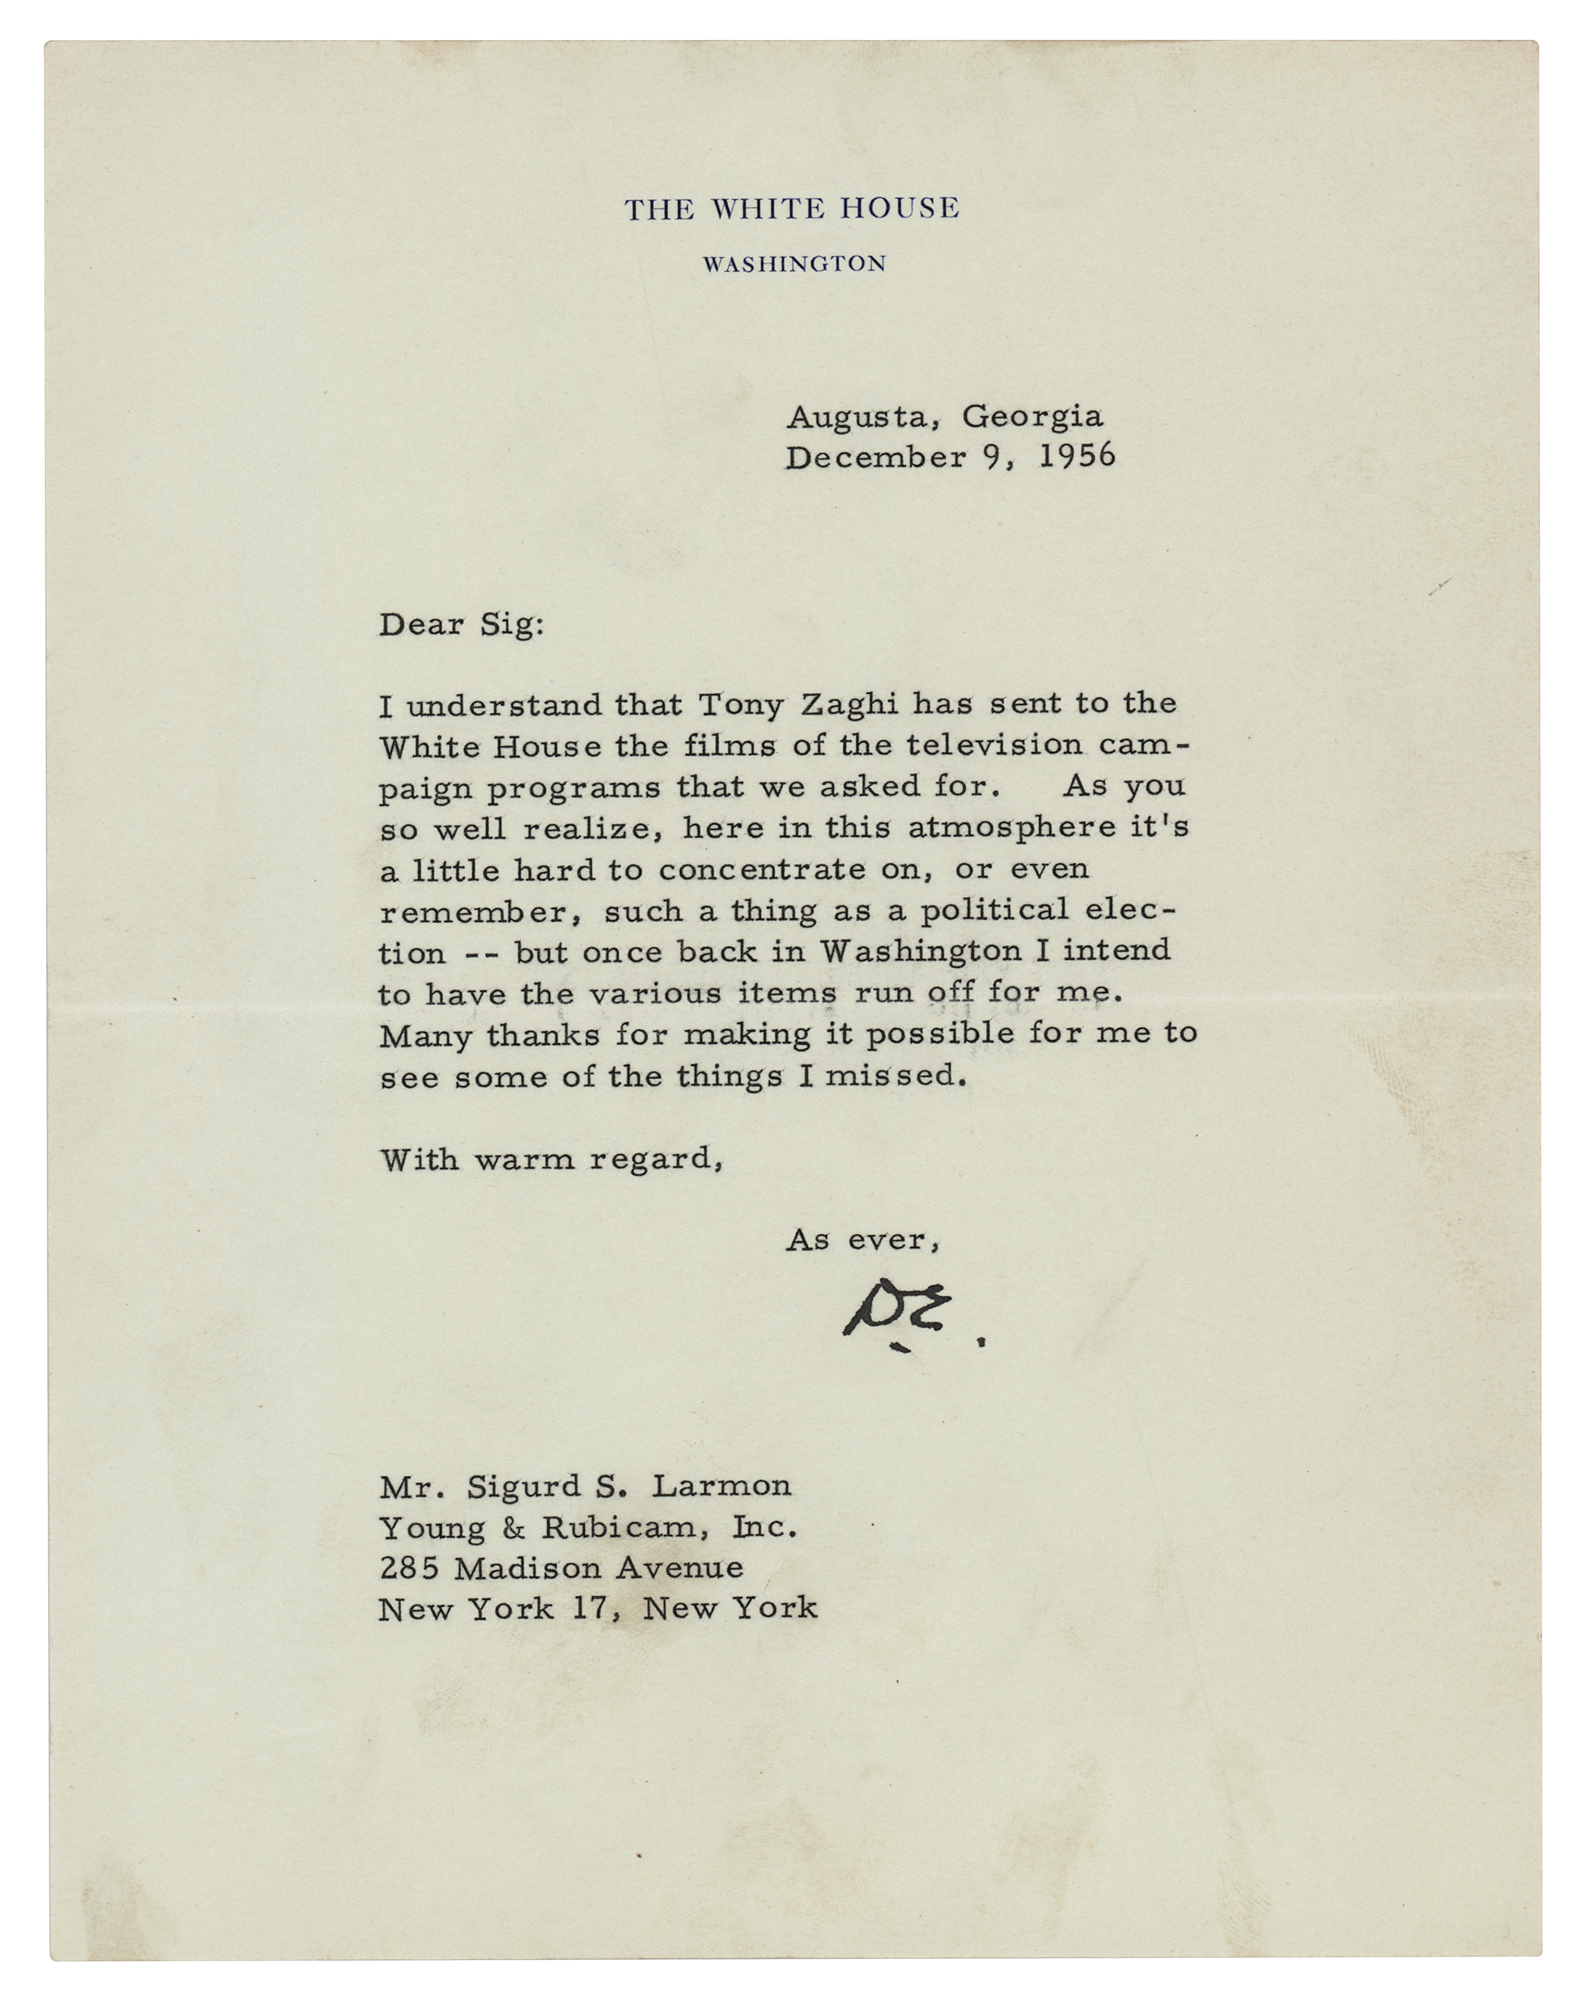 THE WHITE HOUSE
WASHINGTON
Augusta, Georgia
December 9, 1956
Dear Sig:
I understand that Tony Zaghi has sent to the
White House the films of the television cam-
paign programs that we asked for. As you
so well realize, here in this atmosphere it's
a little hard to concentrate on, or even
remember, such a thing as a political elec-
tion -- but once back in Washington I intend
to have the various items run off for me.
Many thanks for making it possible for me to
see some of the things I missed.
With warm regard,
As ever,
DE.
Mr. Sigurd S. Larmon
Young & Rubicam, Inc.
285 Madison Avenue
New York 17, New York